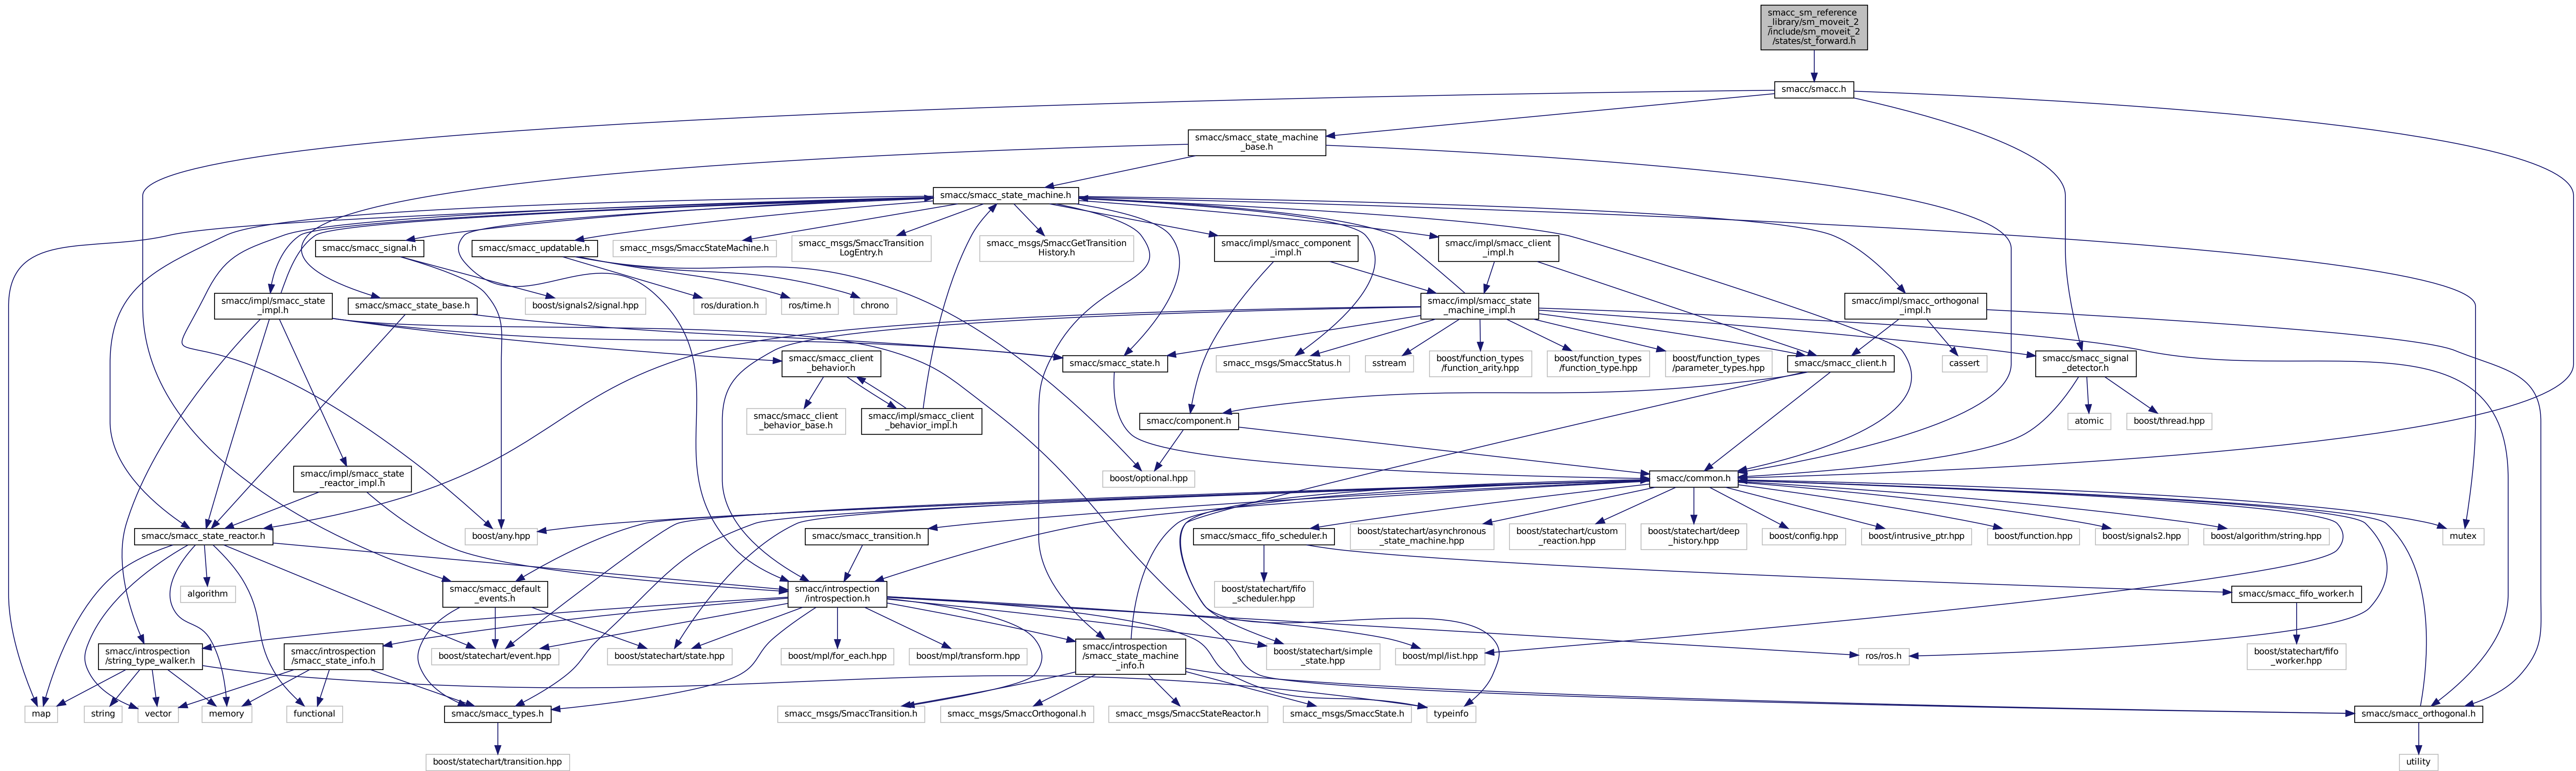 smacc_sm_reference
_library/sm_moveit_2
/include/sm_moveit_2
/states/st_forward.h
smacc/smacc.h
smacc/smacc_state_machine
_base.h
smacc/smacc_state_machine.h
smacc/smacc_signal.h
smacc/smacc_updatable.h
smacc_msgs/SmaccStateMachine.h
smacc_msgs/SmaccTransition
LogEntry.h
smacc_msgs/SmaccGetTransition
History.h
smacc/impl/smacc_component
_impl.h
smacc/impl/smacc_client
_impl.h
smacc/impl/smacc_state
_impl.h
smacc/smacc_state_base.h
boost/signals2/signal.hpp
ros/duration.h
ros/time.h
chrono
smacc/impl/smacc_state
_machine_impl.h
smacc/impl/smacc_orthogonal
_impl.h
smacc/smacc_client
_behavior.h
smacc/smacc_state.h
smacc_msgs/SmaccStatus.h
sstream
boost/function_types
/function_arity.hpp
boost/function_types
/function_type.hpp
boost/function_types
/parameter_types.hpp
smacc/smacc_client.h
cassert
smacc/smacc_signal
_detector.h
smacc/smacc_client
_behavior_base.h
smacc/impl/smacc_client
_behavior_impl.h
smacc/component.h
atomic
boost/thread.hpp
smacc/impl/smacc_state
_reactor_impl.h
boost/optional.hpp
smacc/common.h
smacc/smacc_state_reactor.h
boost/any.hpp
smacc/smacc_transition.h
smacc/smacc_fifo_scheduler.h
boost/statechart/asynchronous
_state_machine.hpp
boost/statechart/custom
_reaction.hpp
boost/statechart/deep
_history.hpp
boost/config.hpp
boost/intrusive_ptr.hpp
boost/function.hpp
boost/signals2.hpp
boost/algorithm/string.hpp
mutex
algorithm
smacc/smacc_default
_events.h
smacc/introspection
/introspection.h
boost/statechart/fifo
_scheduler.hpp
smacc/smacc_fifo_worker.h
smacc/introspection
/string_type_walker.h
smacc/introspection
/smacc_state_info.h
boost/statechart/event.hpp
boost/statechart/state.hpp
boost/mpl/for_each.hpp
boost/mpl/transform.hpp
smacc/introspection
/smacc_state_machine
_info.h
boost/statechart/simple
_state.hpp
boost/mpl/list.hpp
ros/ros.h
boost/statechart/fifo
_worker.hpp
map
string
vector
memory
functional
smacc/smacc_types.h
smacc_msgs/SmaccTransition.h
smacc_msgs/SmaccOrthogonal.h
smacc_msgs/SmaccStateReactor.h
smacc_msgs/SmaccState.h
typeinfo
smacc/smacc_orthogonal.h
boost/statechart/transition.hpp
utility